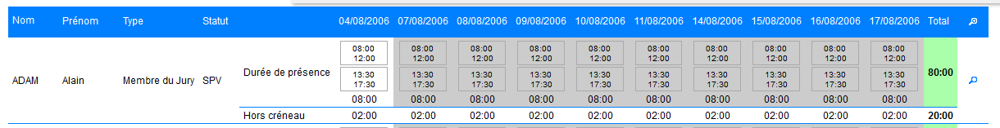 Nom Prénom Type Statut 04/08/2006 07/08/2006 08/08/2006 09/08/2006 10/08/2006 11/08/2006 14/08/2006 15/08/2006 16/08/2006 17/08/2006 Total
08:00 08:00 08:00 08:00 08:00 08:00 08:00 08:00 08:00 08:00
12:00 12:00 12:00 12:00 12:00 12:00 12:00 12:00 12:00 12:00
ADAM Alain Membre du Jury SPV Durée de présence 80:00
13:30 13:30 13:30 13:30 13:30 13:30 13:30 13:30 13:30 13:30
17:30 17:30 17:30 17:30 17:30 17:30 17:30 17:30 17:30 17:30
08:00 08:00 08:00 08:00 08:00 08:00 08:00 08:00 08:00 08:00
Hors créneau 02:00 02:00 02:00 02:00 02:00 02:00 02:00 02:00 02:00 02:00 20:00